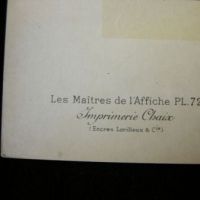 Les Maîtres de l'Affiche PL.72
Imprimerie Chaix
(Encres Lorilleux & Cie)